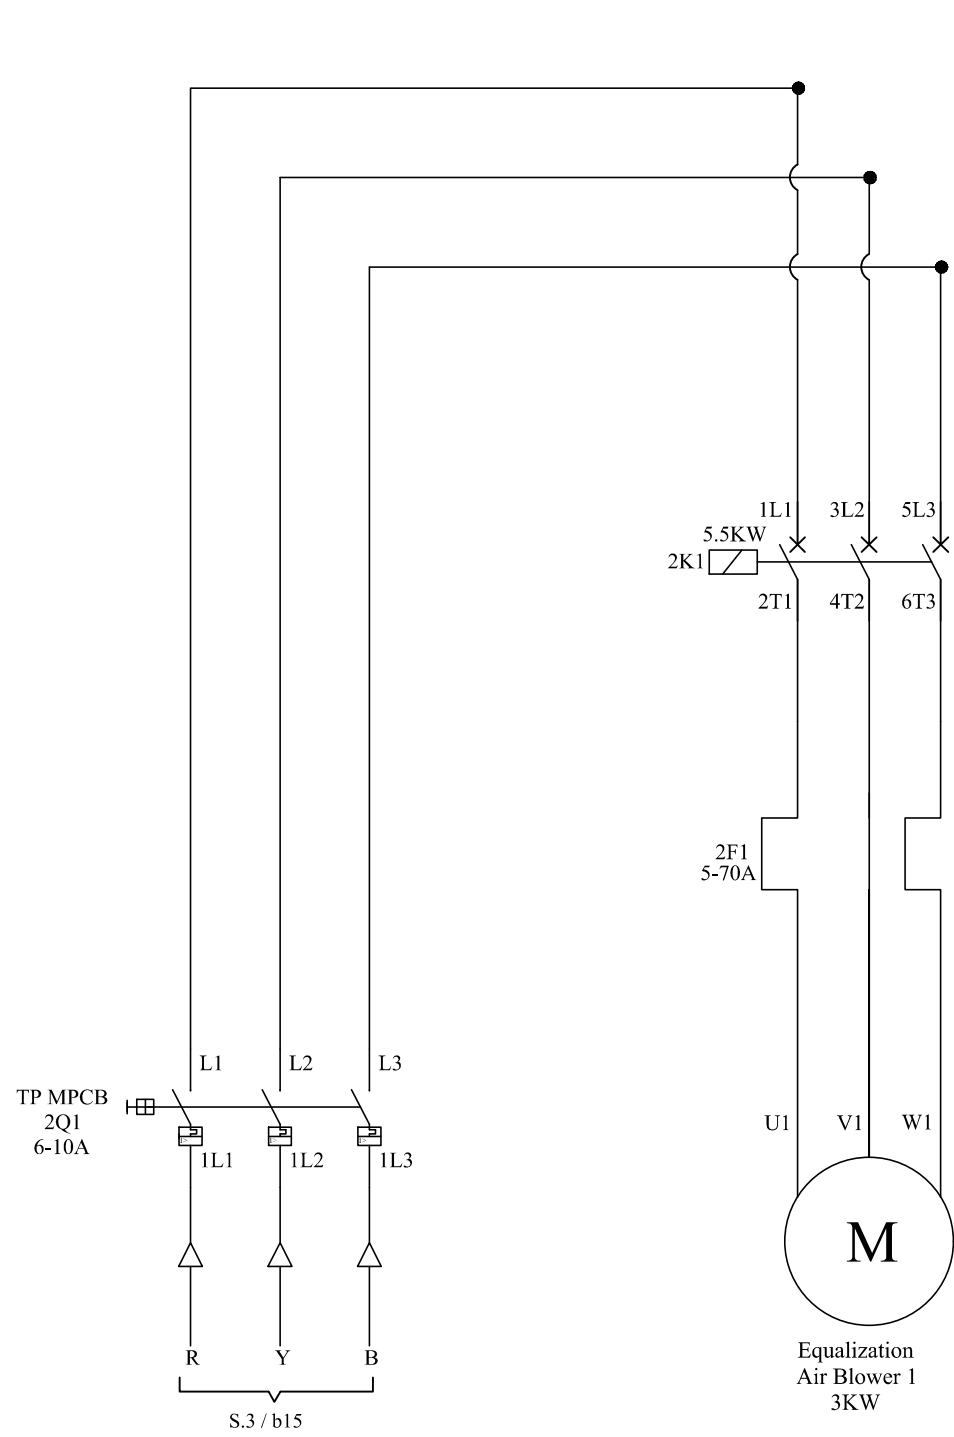 1L1
3L2
5L3
5.5KW
2K1
2T1
4T2
6T3
2F1
5-70A
L1
L2
L3
TP MPCB
2Q1
6-10A
1L1
1L2
1L3
U1
V1
W1
M
R
Y
B
S.3 / b15
Equalization
Air Blower 1
3KW